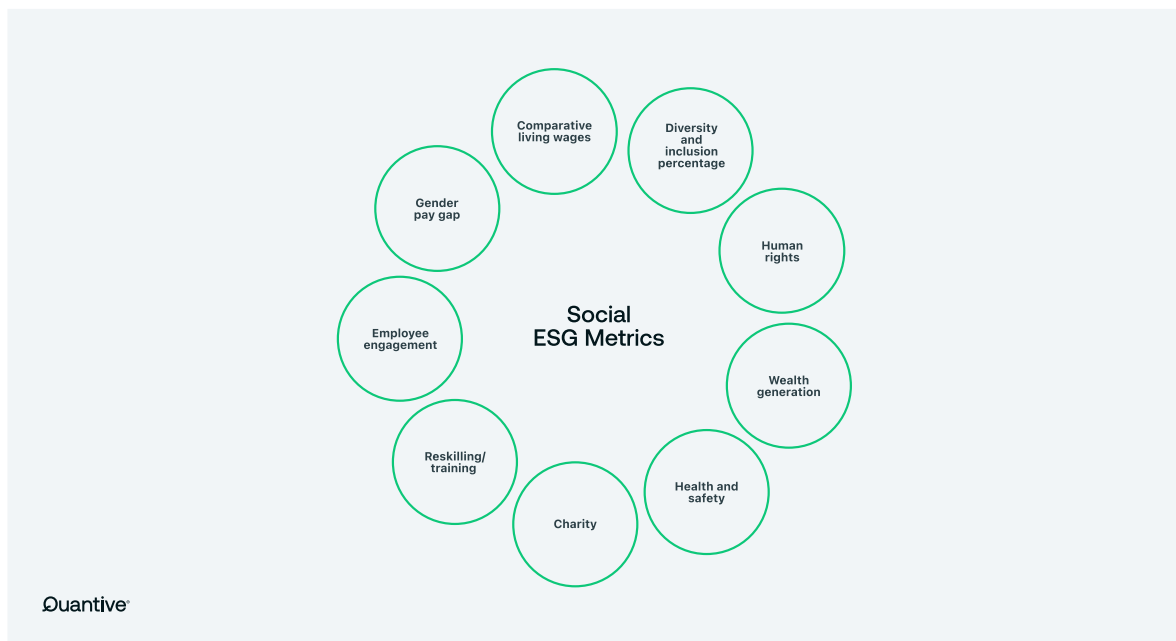 Comparative
living wages
Diversity
and
inclusion
percentage
Human
rights
Wealth
generation
Health and
safety
Charity
Reskilling/
training
Employee
engagement
Gender
pay gap
Social
ESG Metrics
Quantive®